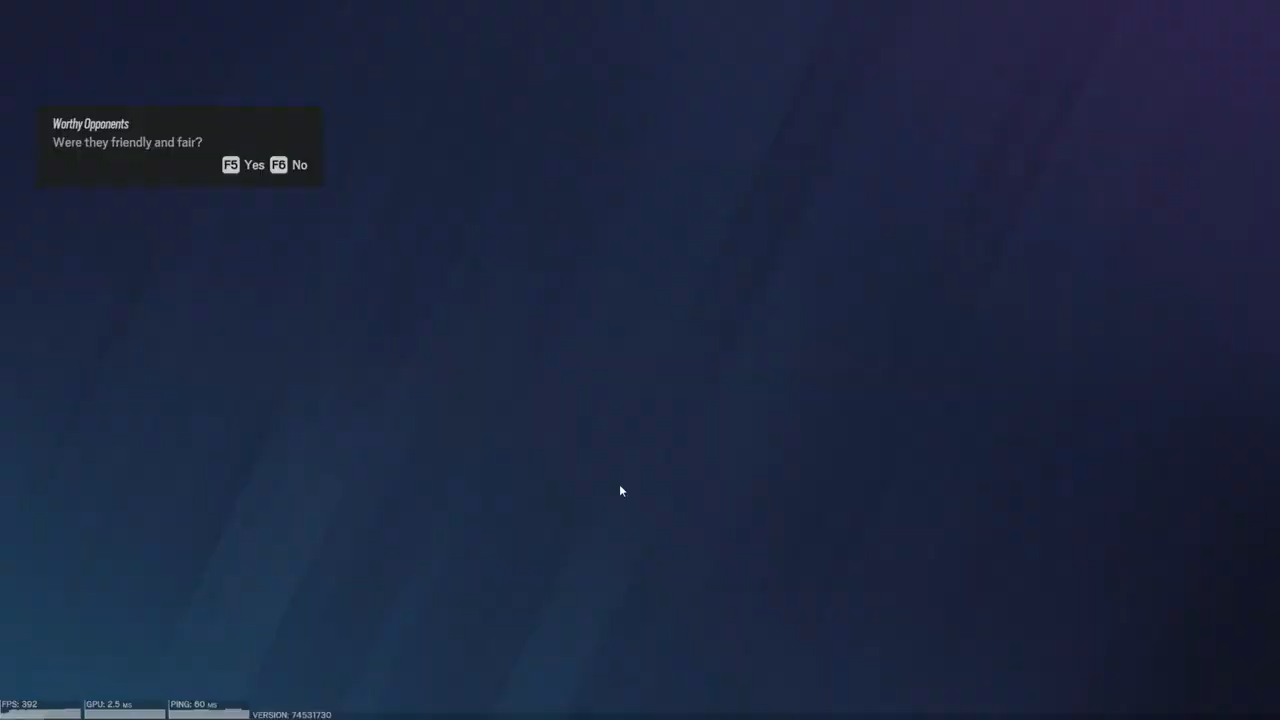 Worthy Opponents
Were they friendly and fair?
F5 Yes F6 No
FPS: 392 GPU: 2.5 MS PING: 60 MS VERSION: 74531730